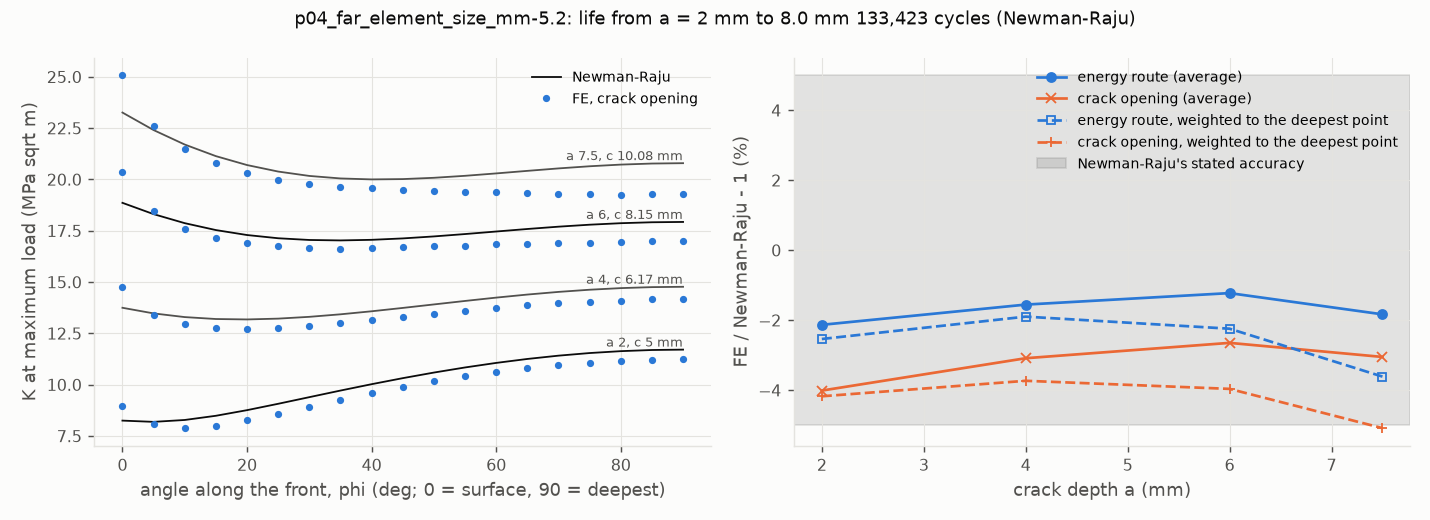 p04_far_element_size_mm-5.2: life from a = 2 mm to 8.0 mm 133,423 cycles (Newman-Raju)
K at maximum load (MPa sqrt m)
25.0
22.5
20.0
17.5
15.0
12.5
10.0
7.5
Newman-Raju
FE, crack opening
a 7.5, c 10.08 mm
a 6, c 8.15 mm
a 4, c 6.17 mm
a 2, c 5 mm
0
20
40
60
80
angle along the front, phi (deg; 0 = surface, 90 = deepest)
FE / Newman-Raju - 1 (%)
4
2
0
−2
−4
energy route (average)
crack opening (average)
energy route, weighted to the deepest point
crack opening, weighted to the deepest point
Newman-Raju's stated accuracy
2
3
4
5
6
7
crack depth a (mm)